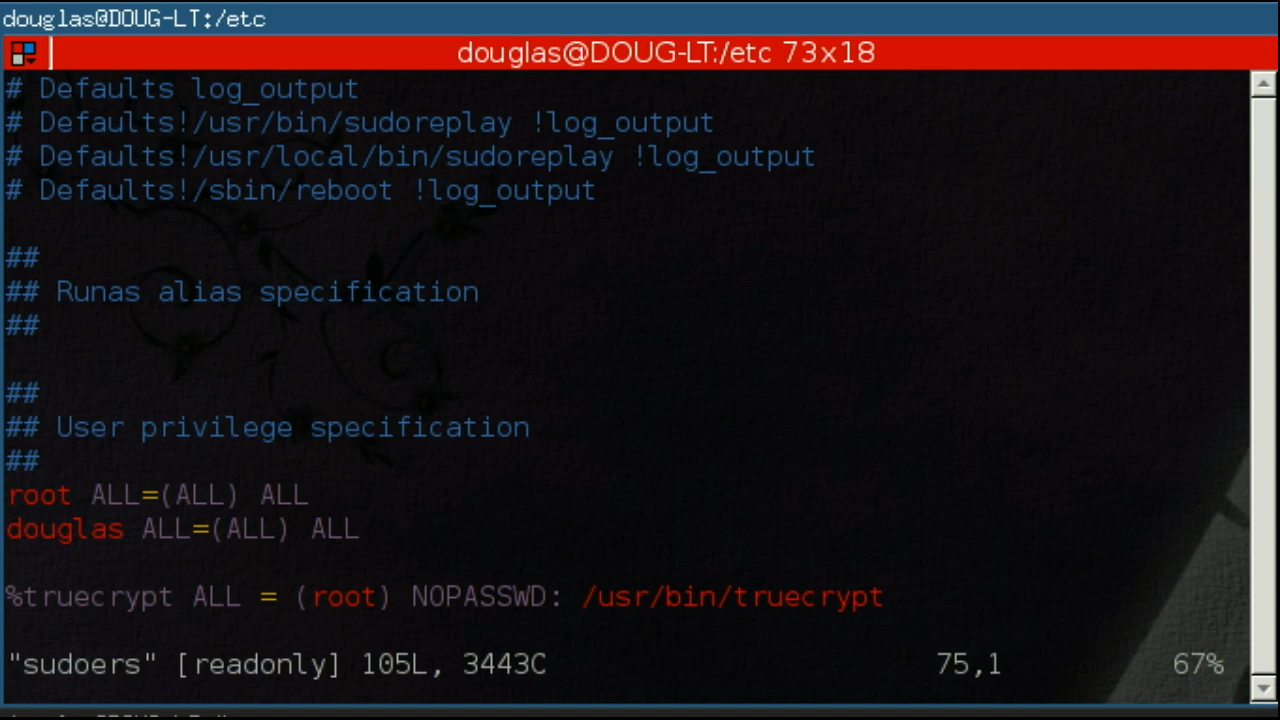 douglas@DOUG-LT:/etc
douglas@DOUG-LT:/etc 73x18
# Defaults log_output
# Defaults!/usr/bin/sudoreplay !log_output
# Defaults!/usr/local/bin/sudoreplay !log_output
# Defaults!/sbin/reboot !log_output
##
## Runas alias specification
##
##
## User privilege specification
##
root ALL=(ALL) ALL
douglas ALL=(ALL) ALL
%truecrypt ALL = (root) NOPASSWD: /usr/bin/truecrypt
"sudoers" [readonly] 105L, 3443C 75,1 67%